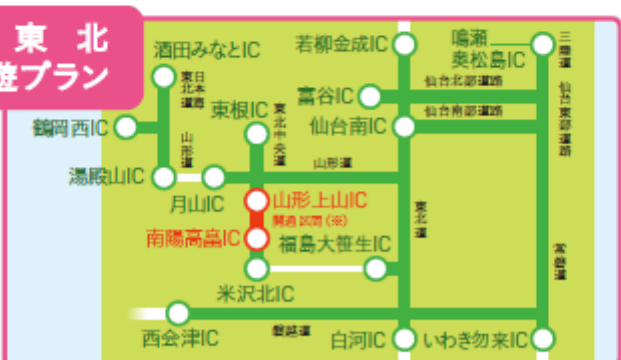 東北
遊プラン
酒田みなとIC
若柳金成IC
鳴瀬
奥松島IC
三陸道
日本海
東北道
富谷IC
仙台北部道路
東根IC
東北中央道
仙台南部道路
仙台東部道路
鶴岡西IC
山形道
仙台南IC
湯殿山IC
山形道
月山IC
山形上山IC
開通区間(※)
東北道
南陽高畠IC
福島大笹生IC
常磐道
米沢北IC
西会津IC
磐越道
白河IC
いわき勿来IC